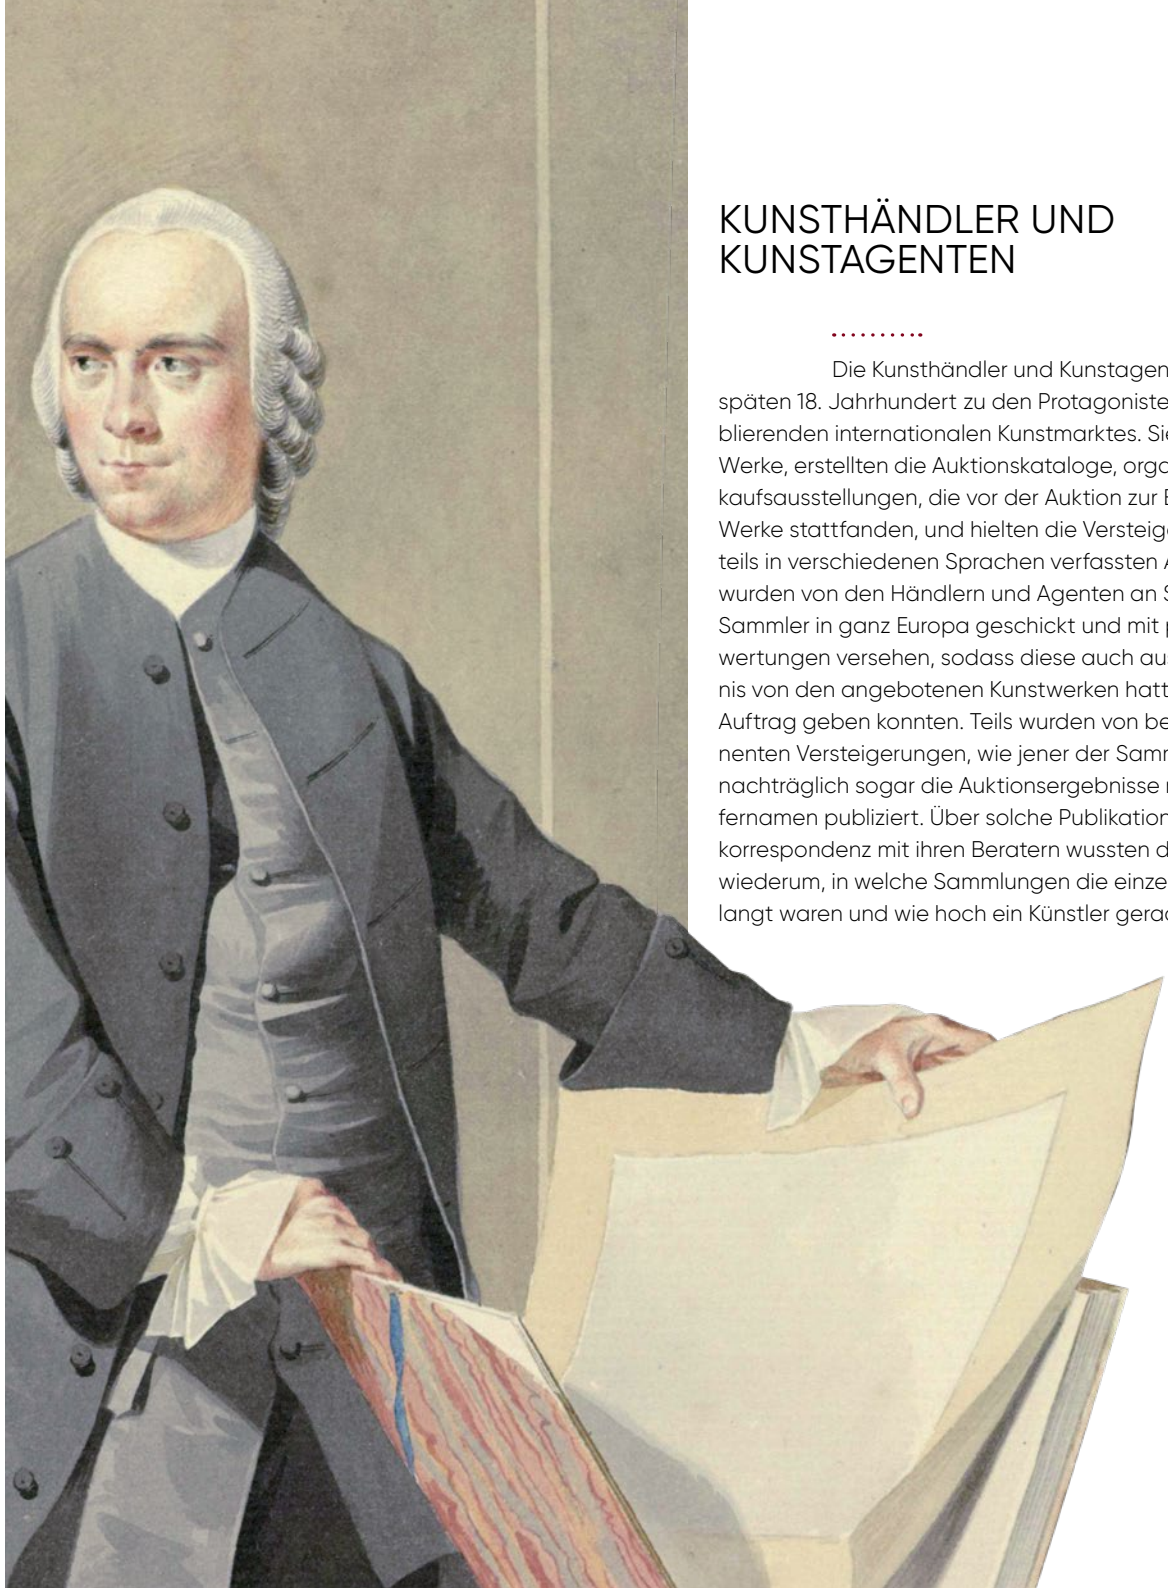 KUNSTHÄNDLER UND
KUNSTAGENTEN
Die Kunsthändler und Kunstagen
späten 18. Jahrhundert zu den Protagoniste
blierenden internationalen Kunstmarktes. Sie
Werke, erstellten die Auktionskataloge, orga
kaufsausstellungen, die vor der Auktion zur
Werke stattfanden, und hielten die Versteige
teils in verschiedenen Sprachen verfassten
wurden von den Händlern und Agenten an
Sammler in ganz Europa geschickt und mit
wertungen versehen, sodass diese auch aus
nis von den angebotenen Kunstwerken hatt
Auftrag geben konnten. Teils wurden von be
nenten Versteigerungen, wie jener der Samm
nachträglich sogar die Auktionsergebnisse
fernamen publiziert. Über solche Publikation
korrespondenz mit ihren Beratern wussten d
wiederum, in welche Sammlungen die einze
langt waren und wie hoch ein Künstler gerad